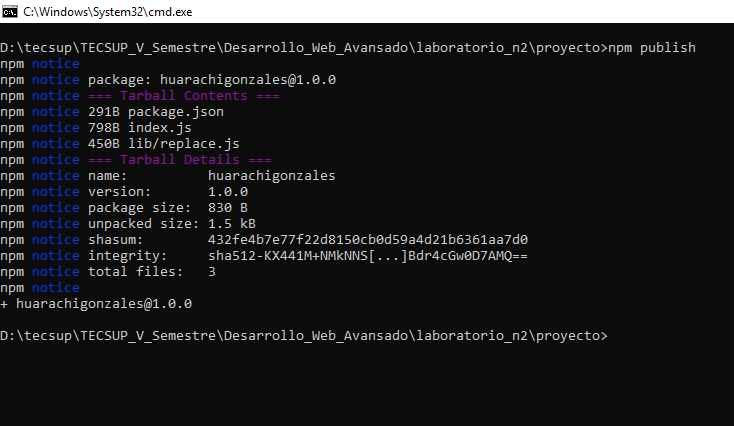 C:\Windows\System32\cmd.exe
D:\tecsup\TECSUP_V_Semestre\Desarrollo_Web_Avansado\laboratorio_n2\proyecto>npm publish
npm notice
npm notice package: huarachigonzales@1.0.0
npm notice === Tarball Contents ===
npm notice 291B package.json
npm notice 798B index.js
npm notice 450B lib/replace.js
npm notice === Tarball Details ===
npm notice name:          huarachigonzales
npm notice version:       1.0.0
npm notice package size:  830 B
npm notice unpacked size: 1.5 kB
npm notice shasum:        432fe4b7e77f22d8150cb0d59a4d21b6361aa7d0
npm notice integrity:     sha512-KX441M+NMkNNS[...]Bdr4cGw0D7AMQ==
npm notice total files:   3
npm notice
+ huarachigonzales@1.0.0
D:\tecsup\TECSUP_V_Semestre\Desarrollo_Web_Avansado\laboratorio_n2\proyecto>